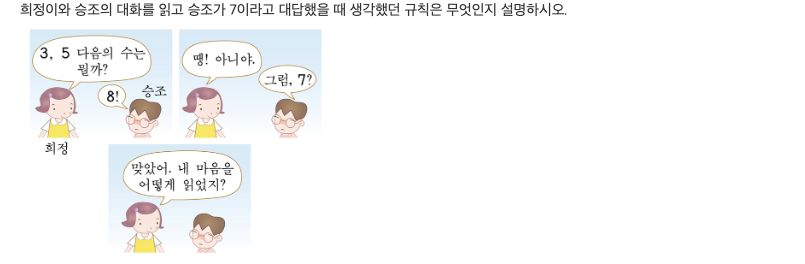 희정이와 승조의 대화를 읽고 승조가 7이라고 대답했을 때 생각했던 규칙은 무엇인지 설명하시오.
3, 5 다음의 수는
뭘까?
8!
승조
희정
땡! 아니야.
그럼, 7?
맞았어. 내 마음을
어떻게 읽었지?